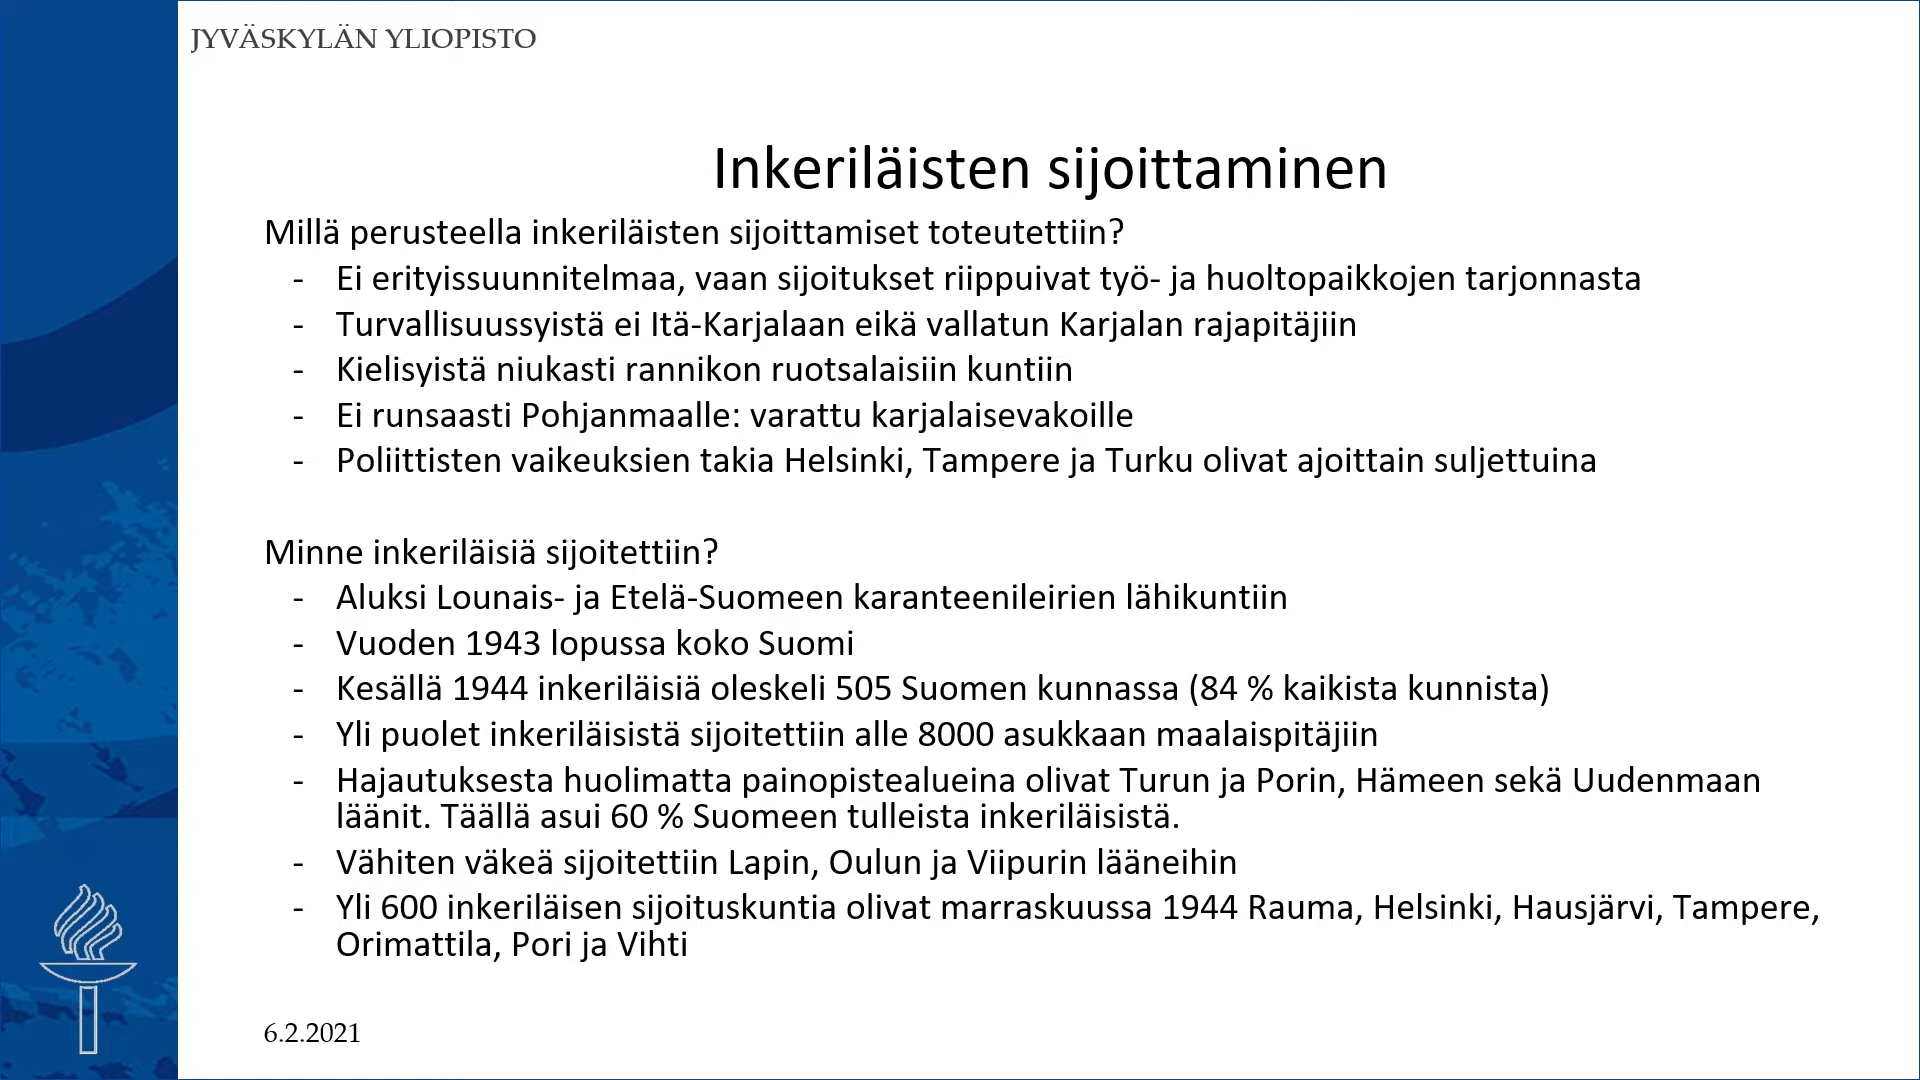 JYVÄSKYLÄN YLIOPISTO
Inkeriläisten sijoittaminen
Millä perusteella inkeriläisten sijoittamiset toteutettiin?
- Ei erityissuunnitelmaa, vaan sijoitukset riippuivat työ- ja huoltopaikkojen tarjonnasta
- Turvallisuussyistä ei Itä-Karjalaan eikä vallatun Karjalan rajapitäjiin
- Kielisyistä niukasti rannikon ruotsalaisiin kuntiin
- Ei runsaasti Pohjanmaalle: varattu karjalaisevakoille
- Poliittisten vaikeuksien takia Helsinki, Tampere ja Turku olivat ajoittain suljettuina
Minne inkeriläisiä sijoitettiin?
- Aluksi Lounais- ja Etelä-Suomeen karanteenileirien lähikuntiin
- Vuoden 1943 lopussa koko Suomi
- Kesällä 1944 inkeriläisiä oleskeli 505 Suomen kunnassa (84 % kaikista kunnista)
- Yli puolet inkeriläisistä sijoitettiin alle 8000 asukkaan maalaispitäjiin
- Hajautuksesta huolimatta painopistealueina olivat Turun ja Porin, Hämeen sekä Uudenmaan
läänit. Täällä asui 60 % Suomeen tulleista inkeriläisistä.
- Vähiten väkeä sijoitettiin Lapin, Oulun ja Viipurin lääneihin
- Yli 600 inkeriläisen sijoituskuntia olivat marraskuussa 1944 Rauma, Helsinki, Hausjärvi, Tampere,
Orimattila, Pori ja Vihti
6.2.2021